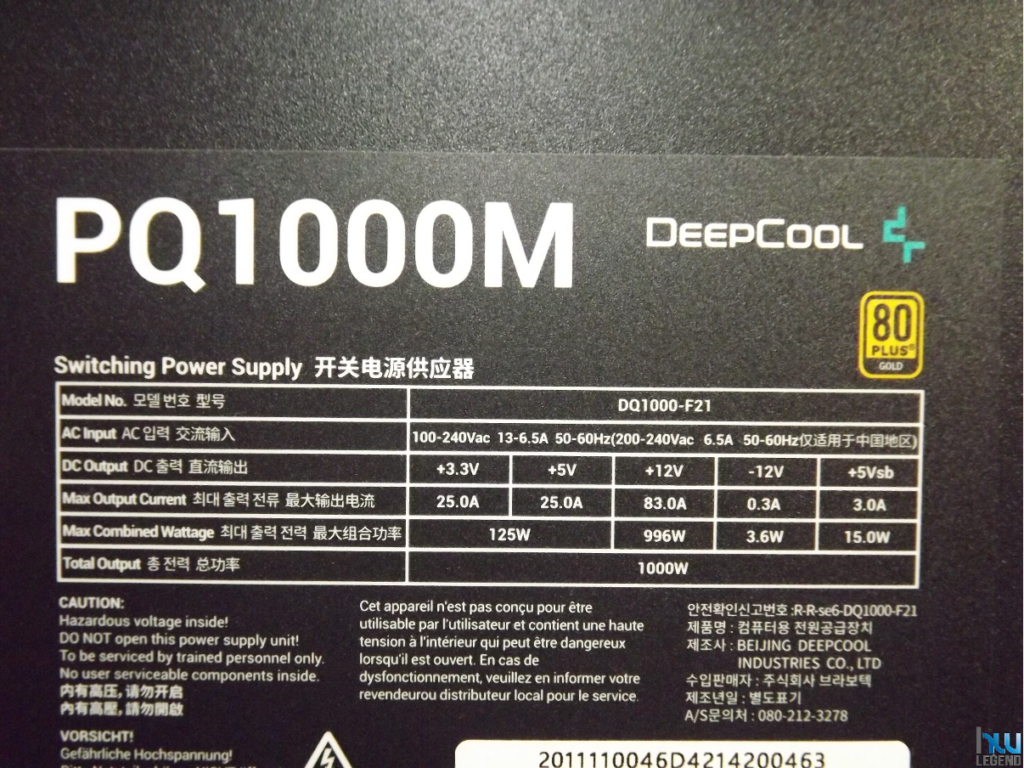 PQ1000M
DEEPCOOL
80
PLUS®
GOLD
Switching Power Supply 开关电源供应器
Model No. 모델 번호 型号 DQ1000-F21
AC Input AC 입력 交流输入 100-240Vac 13-6.5A 50-60Hz(200-240Vac 6.5A 50-60Hz仅适用于中国地区)
DC Output DC 출력 直流输出 +3.3V +5V +12V -12V +5Vsb
Max Output Current 최대 출력 전류 最大输出电流 25.0A 25.0A 83.0A 0.3A 3.0A
Max Combined Wattage 최대 출력 전력 最大组合功率 125W 996W 3.6W 15.0W
Total Output 총 전력 总功率 1000W
CAUTION:
Hazardous voltage inside!
DO NOT open this power supply unit!
To be serviced by trained personnel only.
No user serviceable components inside.
内有高压，请勿开启
內有高壓，請勿開啟
VORSICHT!
Gefährliche Hochspannung!
Cet appareil n'est pas conçu pour être
utilisable par l'utilisateur et contient une haute
tension à l'intérieur qui peut être dangereux
lorsqu'il est ouvert. En cas de
dysfonctionnement, veuillez en informer votre
revendeurou distributeur local pour le service.
안전확인신고번호 :R-R-se6-DQ1000-F21
제품명 : 컴퓨터용 전원공급장치
제조사 : BEIJING DEEPCOOL
INDUSTRIES CO., LTD
수입판매자 : 주식회사 브라보텍
제조년월 : 별도표기
A/S문의처 : 080-212-3278
2011110046D4214200463
LEGEND